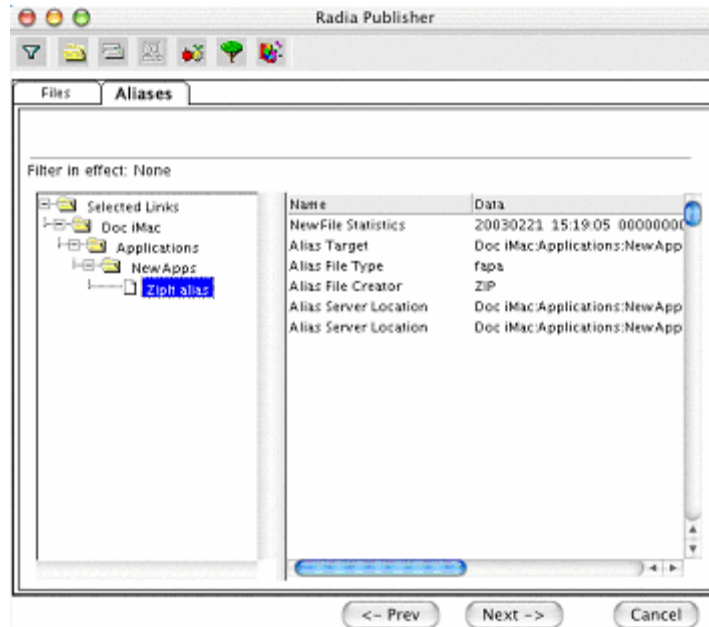 Radia Publisher
Files Aliases
Filter in effect: None
Selected Links
Doc iMac
Applications
NewApps
ZipIt alias
Name Data
NewFile Statistics 20030221 15:19:05 00000000
Alias Target Doc iMac:Applications:NewApp
Alias File Type fapa
Alias File Creator ZIP
Alias Server Location Doc iMac:Applications:NewApp
Alias Server Location Doc iMac:Applications:NewApp
<- Prev Next -> Cancel